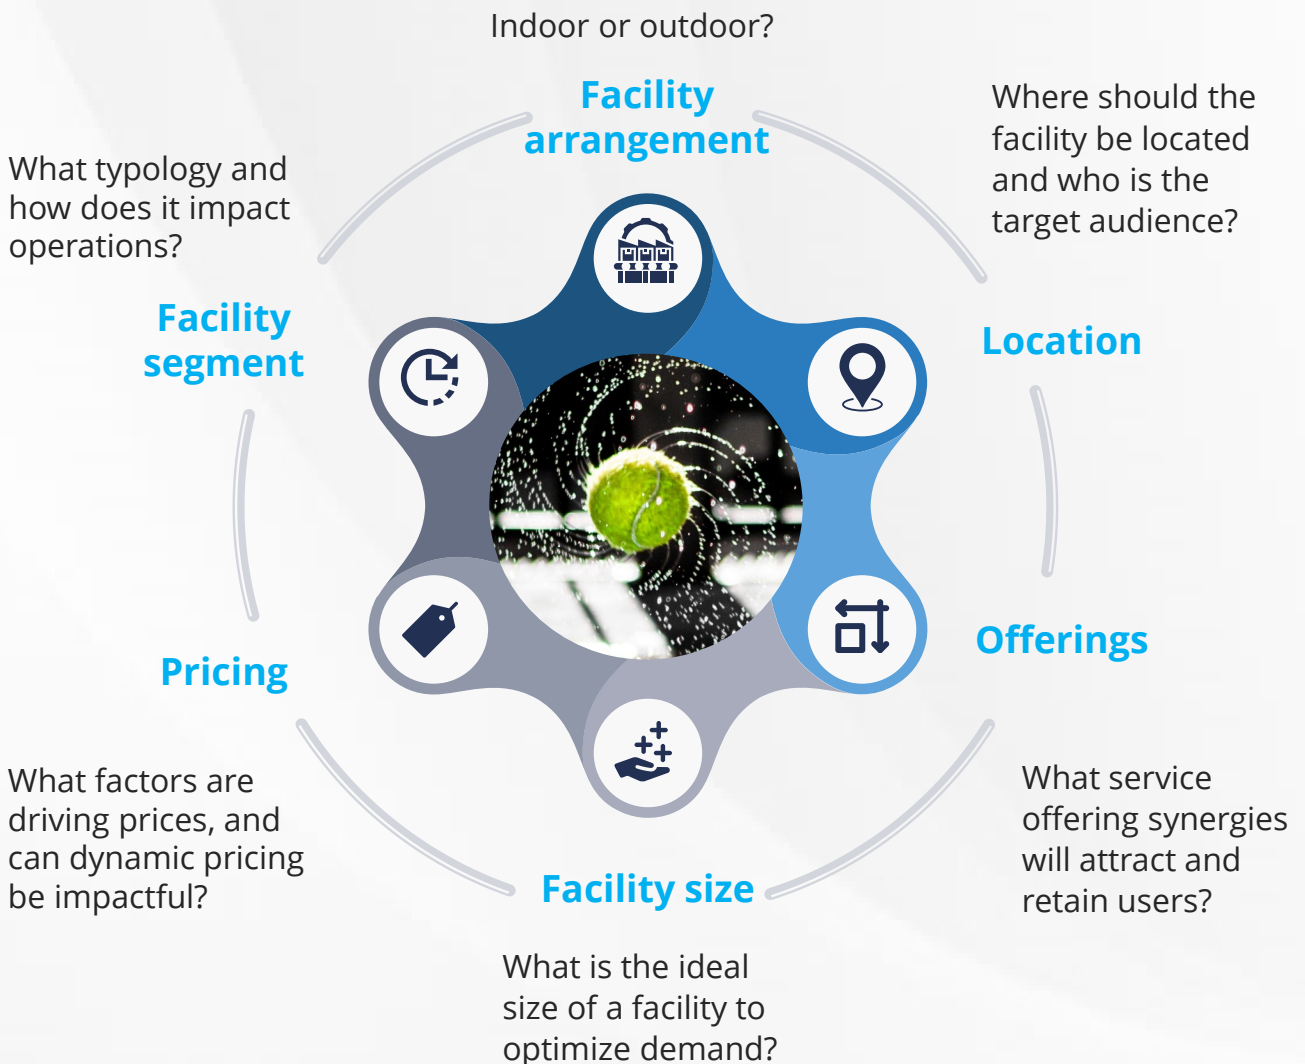 Indoor or outdoor?
Facility
arrangement
Where should the
facility be located
and who is the
target audience?
Location
Offerings
What service
offering synergies
will attract and
retain users?
Facility size
What is the ideal
size of a facility to
optimize demand?
Pricing
What factors are
driving prices, and
can dynamic pricing
be impactful?
What typology and
how does it impact
operations?
Facility
segment